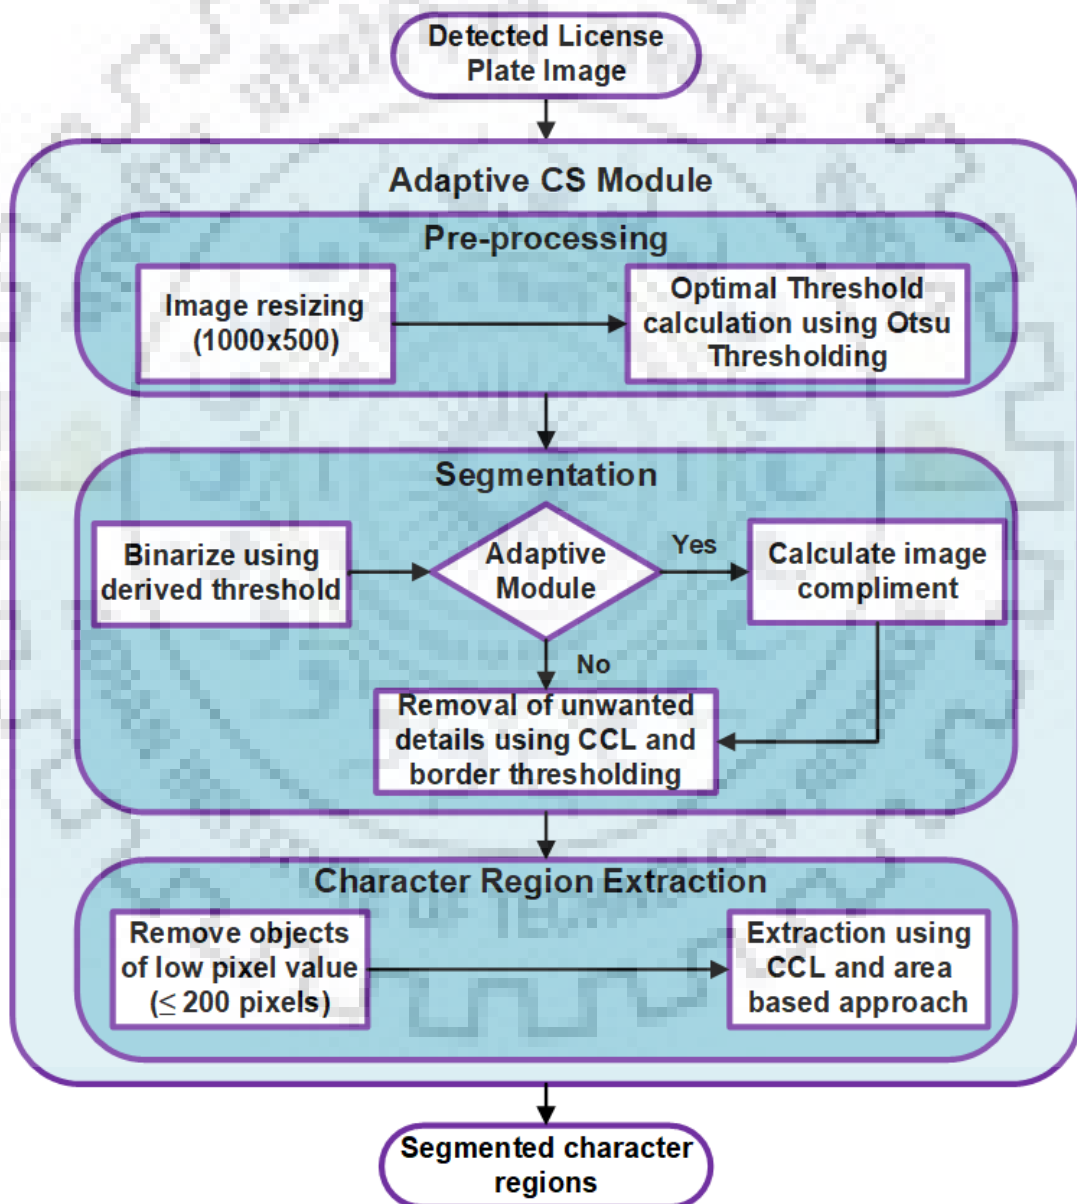 Detected License
Plate Image
Adaptive CS Module
Pre-processing
Image resizing
(1000x500)
Optimal Threshold
calculation using Otsu
Thresholding
Segmentation
Binarize using
derived threshold
Adaptive
Module
Yes
Calculate image
compliment
No
Removal of unwanted
details using CCL and
border thresholding
Character Region Extraction
Remove objects
of low pixel value
(≤ 200 pixels)
Extraction using
CCL and area
based approach
Segmented character
regions